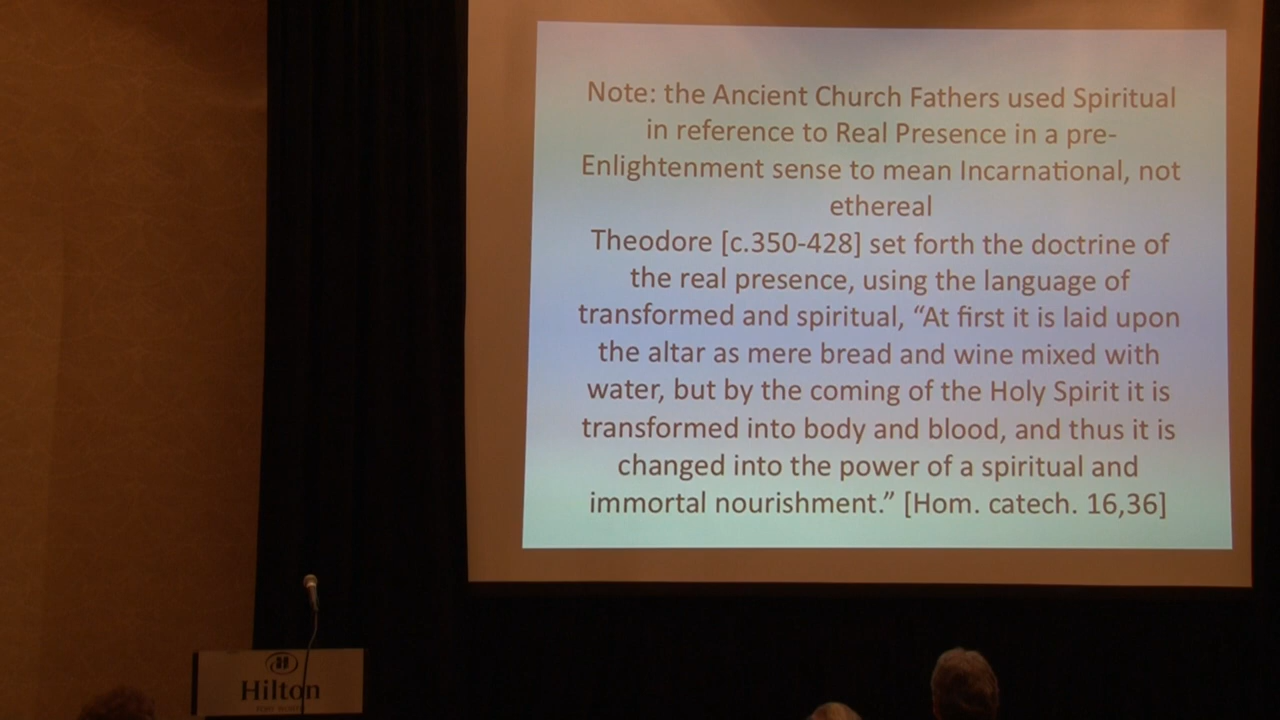 Note: the Ancient Church Fathers used Spiritual
in reference to Real Presence in a pre-
Enlightenment sense to mean Incarnational, not
ethereal
Theodore [c.350-428] set forth the doctrine of
the real presence, using the language of
transformed and spiritual, “At first it is laid upon
the altar as mere bread and wine mixed with
water, but by the coming of the Holy Spirit it is
transformed into body and blood, and thus it is
changed into the power of a spiritual and
immortal nourishment.” [Hom. catech. 16,36]
H
Hilton